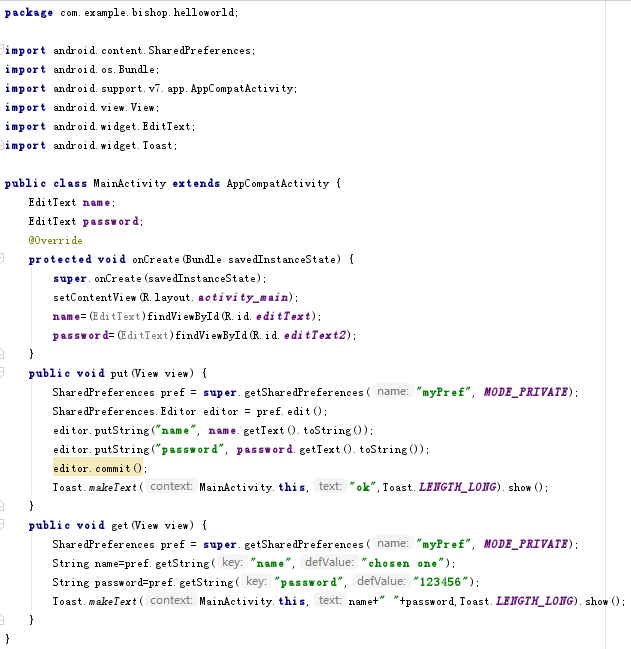 package com.example.bishop.helloworld;
import android.content.SharedPreferences;
import android.os.Bundle;
import android.support.v7.app.AppCompatActivity;
import android.view.View;
import android.widget.EditText;
import android.widget.Toast;
public class MainActivity extends AppCompatActivity {
    EditText name;
    EditText password;
    @Override
    protected void onCreate(Bundle savedInstanceState) {
        super.onCreate(savedInstanceState);
        setContentView(R.layout.activity_main);
        name=(EditText)findViewById(R.id.editText);
        password=(EditText)findViewById(R.id.editText2);
    }
    public void put(View view) {
        SharedPreferences pref = super.getSharedPreferences( name: "myPref", MODE_PRIVATE);
        SharedPreferences.Editor editor = pref.edit();
        editor.putString("name", name.getText().toString());
        editor.putString("password", password.getText().toString());
        editor.commit();
        Toast.makeText( context: MainActivity.this, text: "ok",Toast.LENGTH_LONG).show();
    }
    public void get(View view) {
        SharedPreferences pref = super.getSharedPreferences( name: "myPref", MODE_PRIVATE);
        String name=pref.getString( key: "name", defValue: "chosen one");
        String password=pref.getString( key: "password", defValue: "123456");
        Toast.makeText( context: MainActivity.this, text: name+" "+password,Toast.LENGTH_LONG).show();
    }
}